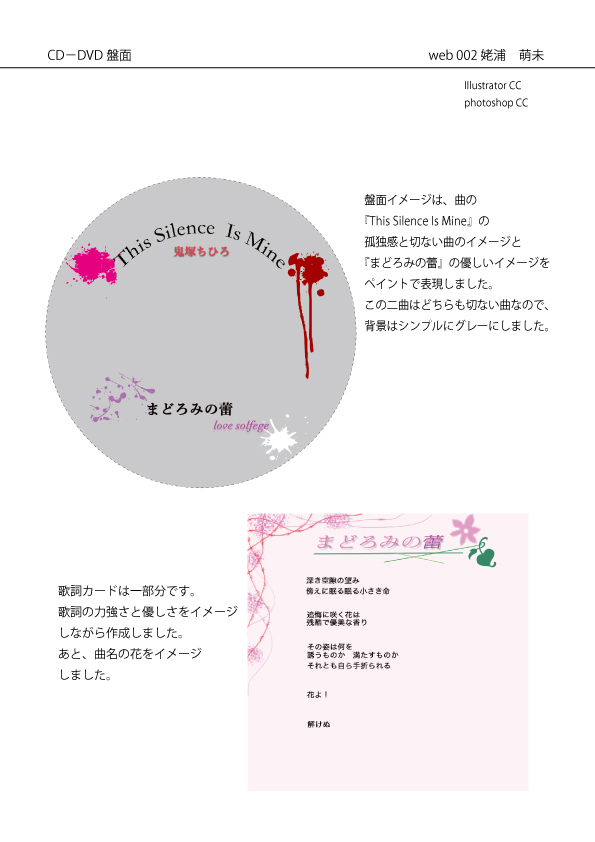 CD－DVD 盤面
web 002 姥浦　萌未
Illustrator CC
photoshop CC
This Silence Is Mine
鬼塚ちひろ
まどろみの蕾
love solfege
盤面イメージは、曲の
『This Silence Is Mine』の
孤独感と切ない曲のイメージと
『まどろみの蕾』の優しいイメージを
ペイントで表現しました。
この二曲はどちらも切ない曲なので、
背景はシンプルにグレーにしました。
歌詞カードは一部分です。
歌詞の力強さと優しさをイメージ
しながら作成しました。
あと、曲名の花をイメージ
しました。
まどろみの蕾
深き空隙の望み
傍えに眠る眠る小さき命
追悔に咲く花は
残酷で優美な香り
その姿は何を
誘うものか　満たすものか
それとも自ら手折られる
花よ！
解けぬ